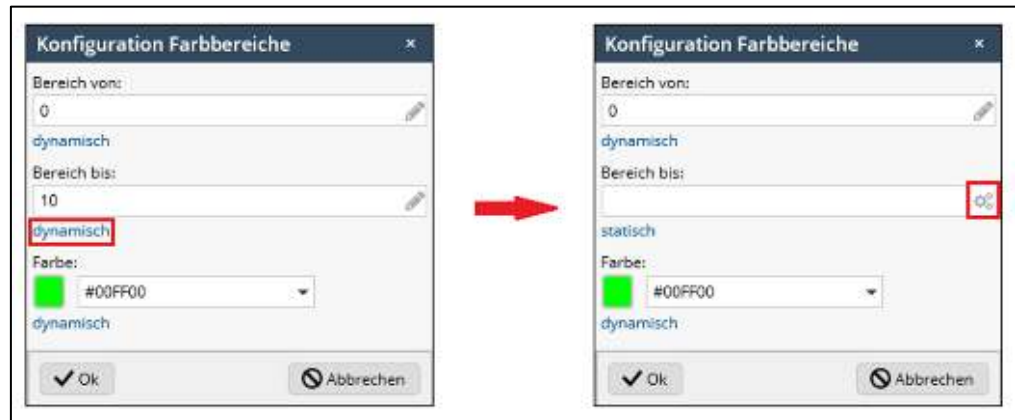 Konfiguration Farbbereiche ×
Bereich von:
0
dynamisch
Bereich bis:
10
dynamisch
Farbe:
#00FF00
dynamisch
Ok Abbrechen
Konfiguration Farbbereiche ×
Bereich von:
0
dynamisch
Bereich bis:
statisch
Farbe:
#00FF00
dynamisch
Ok Abbrechen